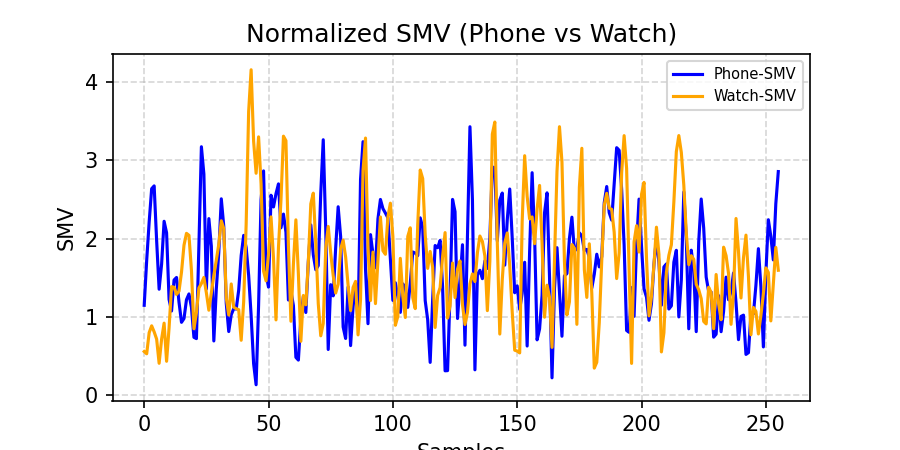 Normalized SMV (Phone vs Watch)
Phone-SMV
Watch-SMV
SMV
4
3
2
1
0
0 50 100 150 200 250
Samples